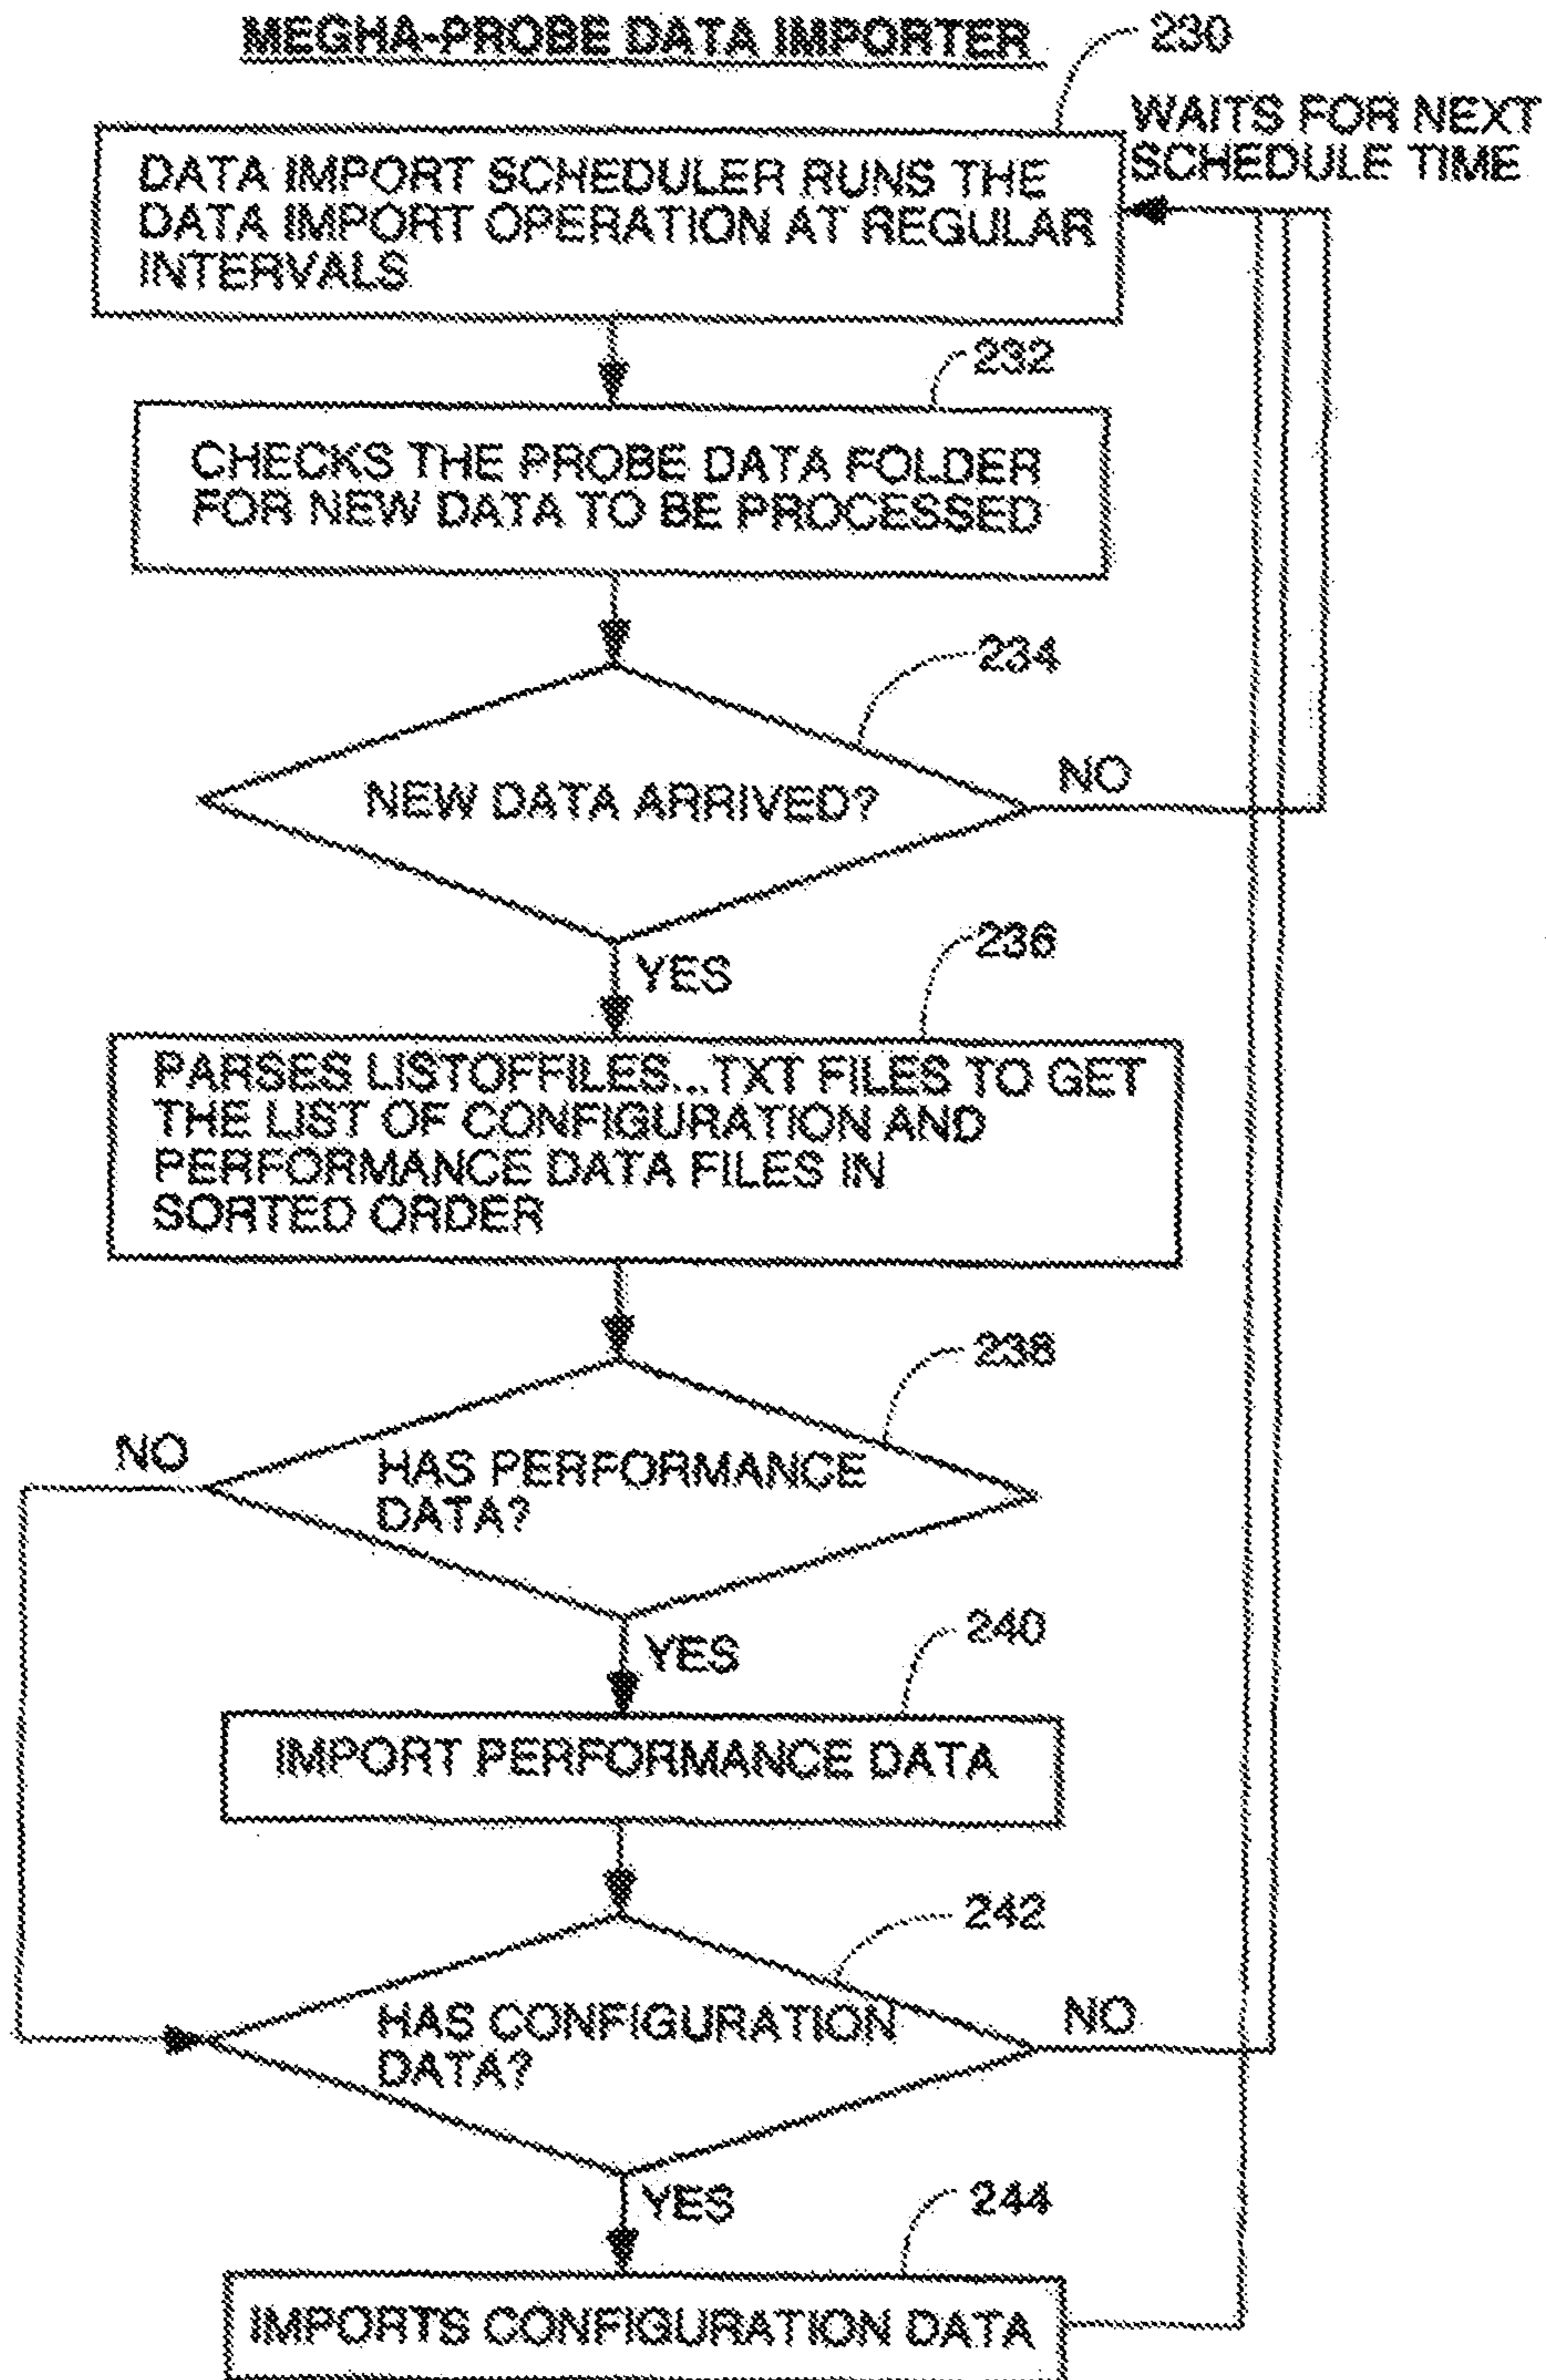 MEGHA-PROBE DATA IMPORTER
230
WAITS FOR NEXT
SCHEDULE TIME
DATA IMPORT SCHEDULER RUNS THE
DATA IMPORT OPERATION AT REGULAR
INTERVALS
232
CHECKS THE PROBE DATA FOLDER
FOR NEW DATA TO BE PROCESSED
234
NEW DATA ARRIVED?
NO
YES
236
PARSES LISTOFFILES...TXT FILES TO GET
THE LIST OF CONFIGURATION AND
PERFORMANCE DATA FILES IN
SORTED ORDER
238
NO
HAS PERFORMANCE
DATA?
YES
240
IMPORT PERFORMANCE DATA
242
HAS CONFIGURATION
DATA?
NO
YES
244
IMPORTS CONFIGURATION DATA